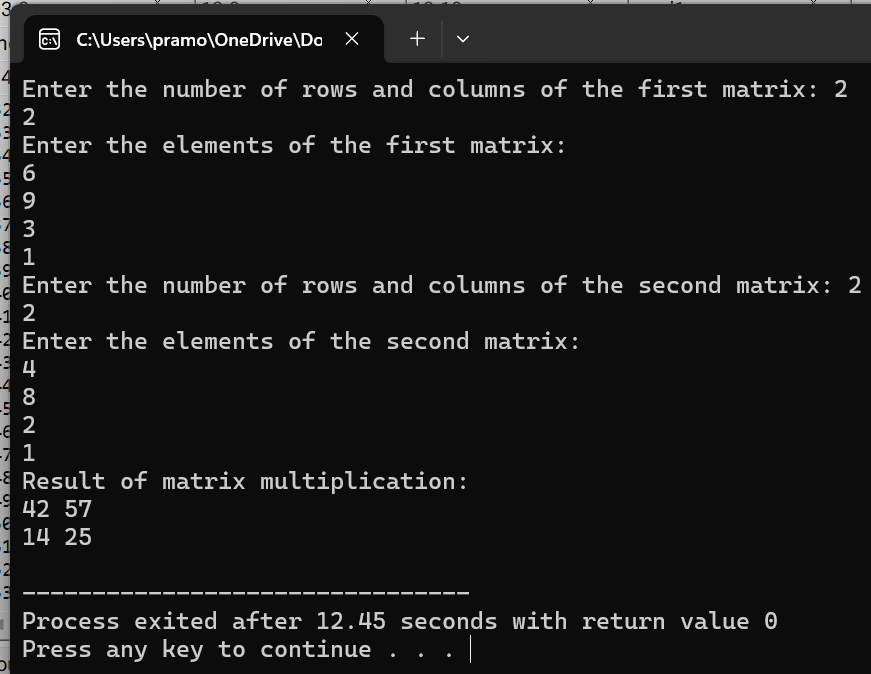 C:\Users\pramo\OneDrive\Do
Enter the number of rows and columns of the first matrix: 2
2
Enter the elements of the first matrix:
6
9
3
1
Enter the number of rows and columns of the second matrix: 2
2
Enter the elements of the second matrix:
4
8
2
1
Result of matrix multiplication:
42 57
14 25
--------------------------------
Process exited after 12.45 seconds with return value 0
Press any key to continue . . .